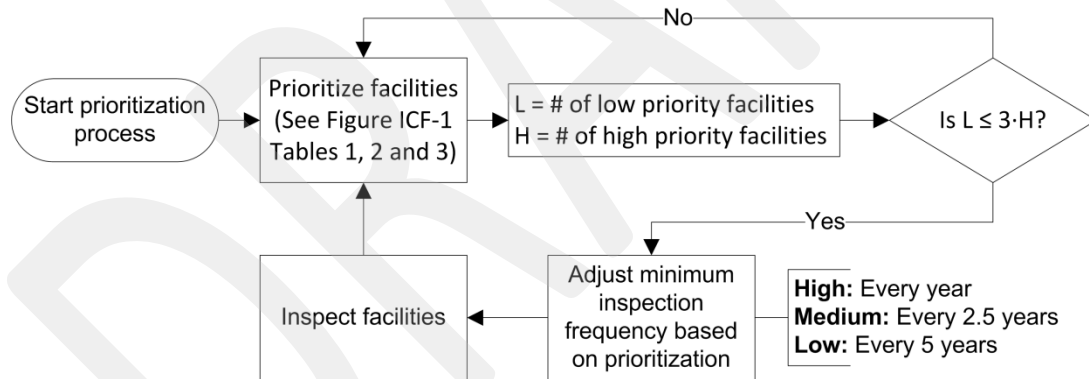 No
Start prioritization
process
Prioritize facilities
(See Figure ICF-1
Tables 1, 2 and 3)
L = # of low priority facilities
H = # of high priority facilities
Is L ≤ 3·H?
Yes
Inspect facilities
Adjust minimum
inspection
frequency based
on prioritization
High: Every year
Medium: Every 2.5 years
Low: Every 5 years
DRA